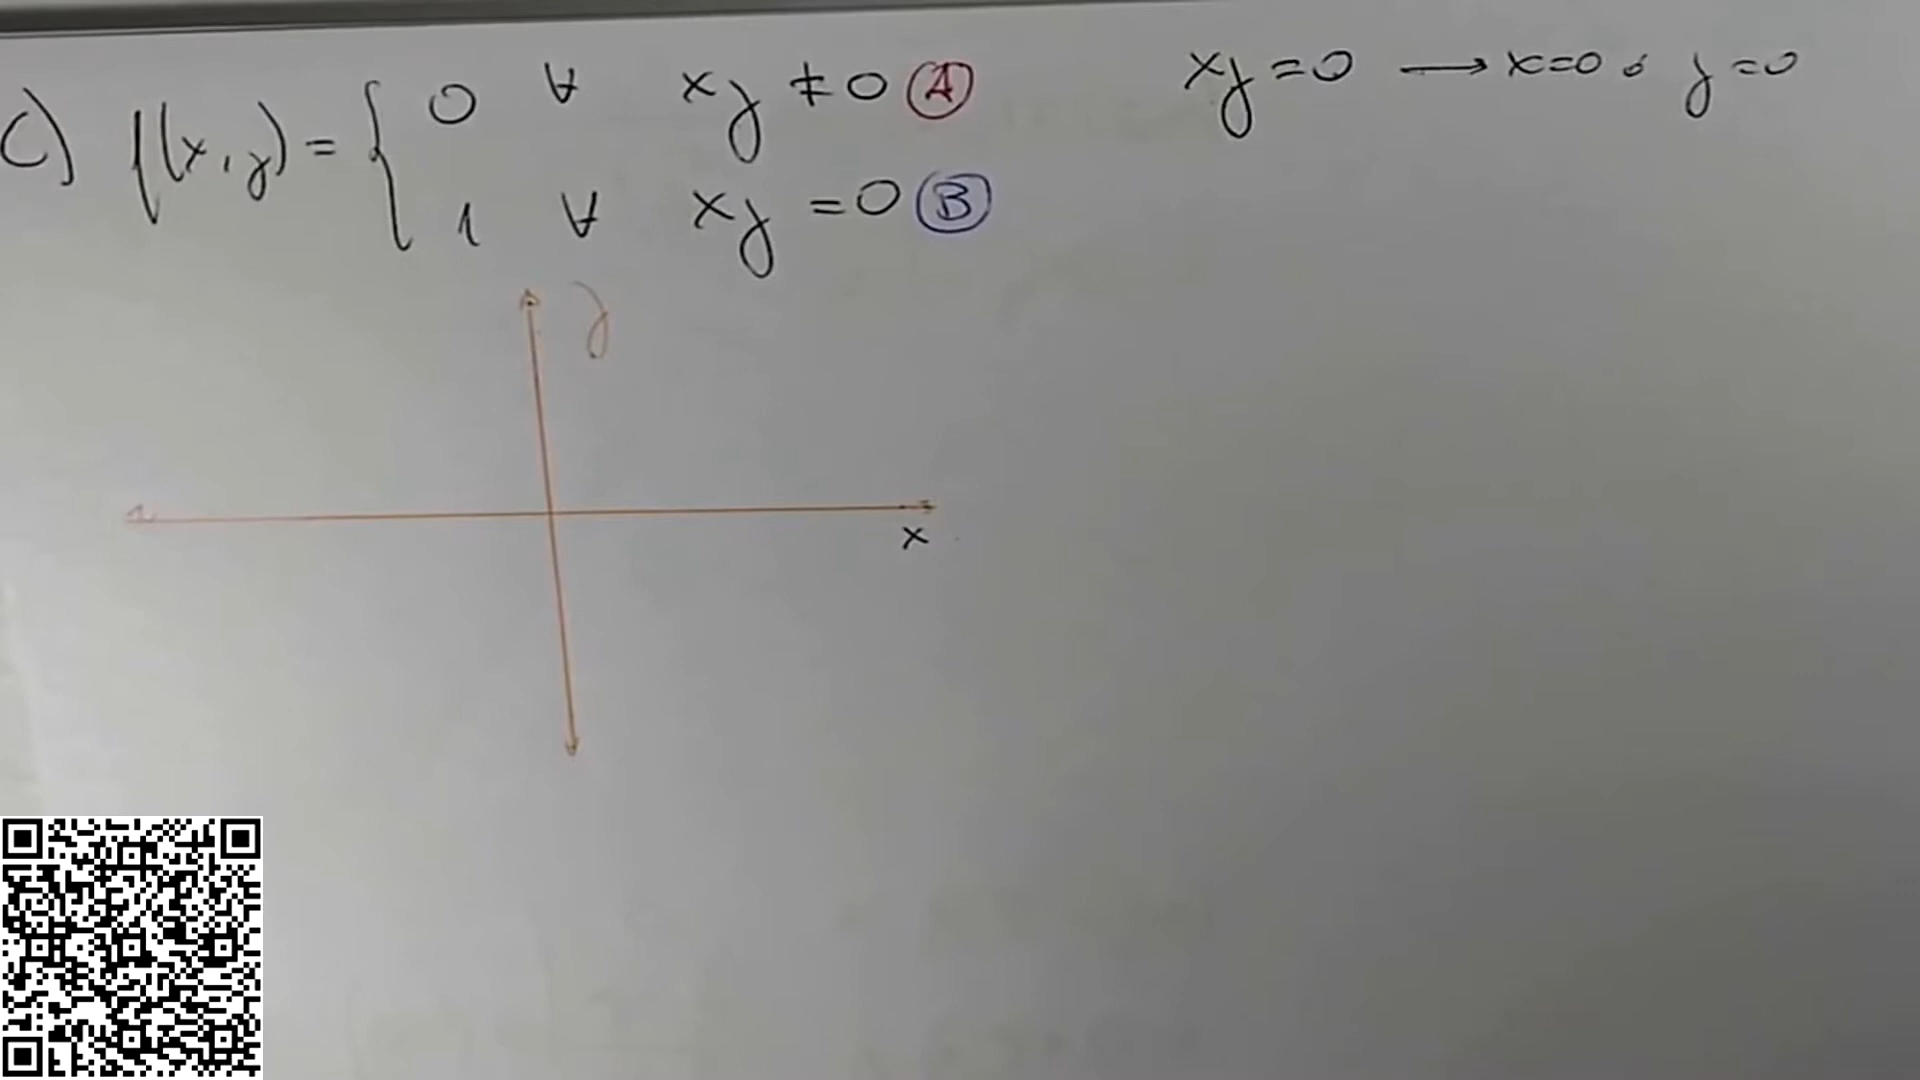 c) f(x,y) = { 0 ∀ xy ≠ 0 Ⓐ
1 ∀ xy = 0 Ⓑ
xy = 0 → x=0 ó y=0
y
x